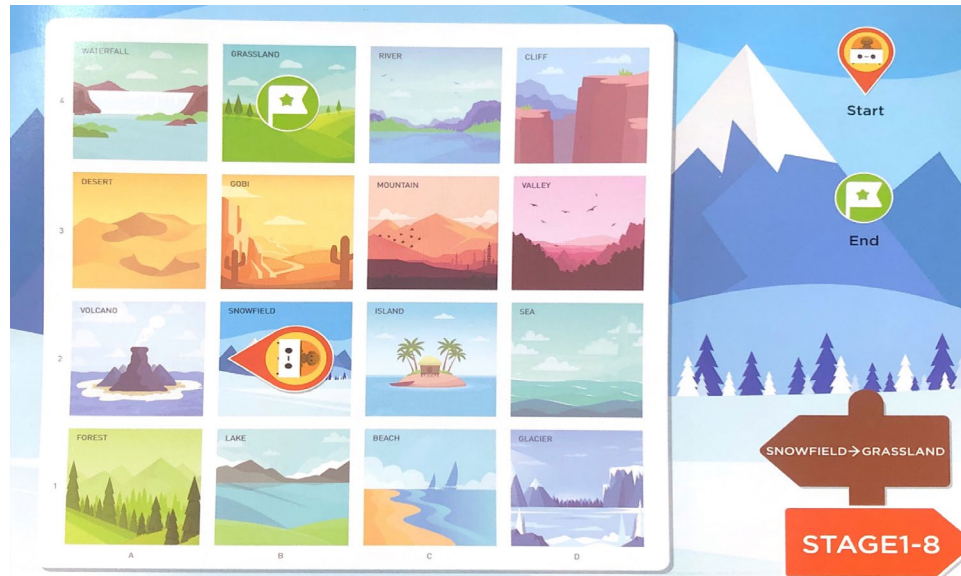 WATERFALL GRASSLAND RIVER CLIFF
4
DESERT GOBI MOUNTAIN VALLEY
3
VOLCANO SNOWFIELD ISLAND SEA
2
FOREST LAKE BEACH GLACIER
1
A B C D
Start
End
SNOWFIELD→GRASSLAND
STAGE1-8